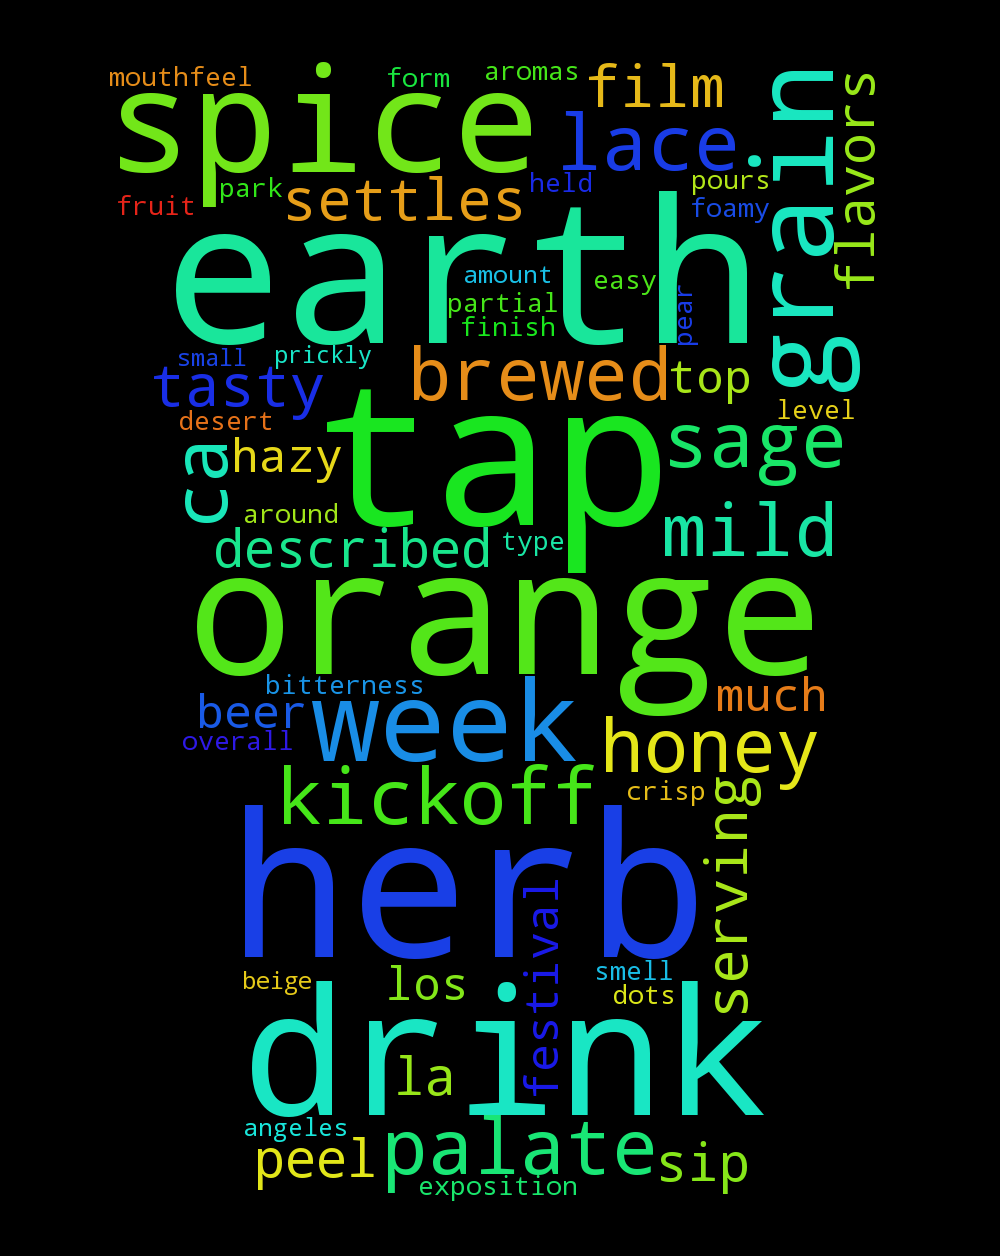 mouthfeel
form
aromas
film
spice
lace
grain
flavors
fruit
park
settles
held
pours
foamy
earth
amount
easy
partial
pear
finish
small
prickly
tasty
brewed
top
desert
level
tap
sage
ca
hazy
around
mild
described
type
orange
bitterness
beer
week
much
overall
honey
kickoff
crisp
serving
herb
festival
beige
los
smell
dots
drink
la
angeles
peel
palate
sip
exposition